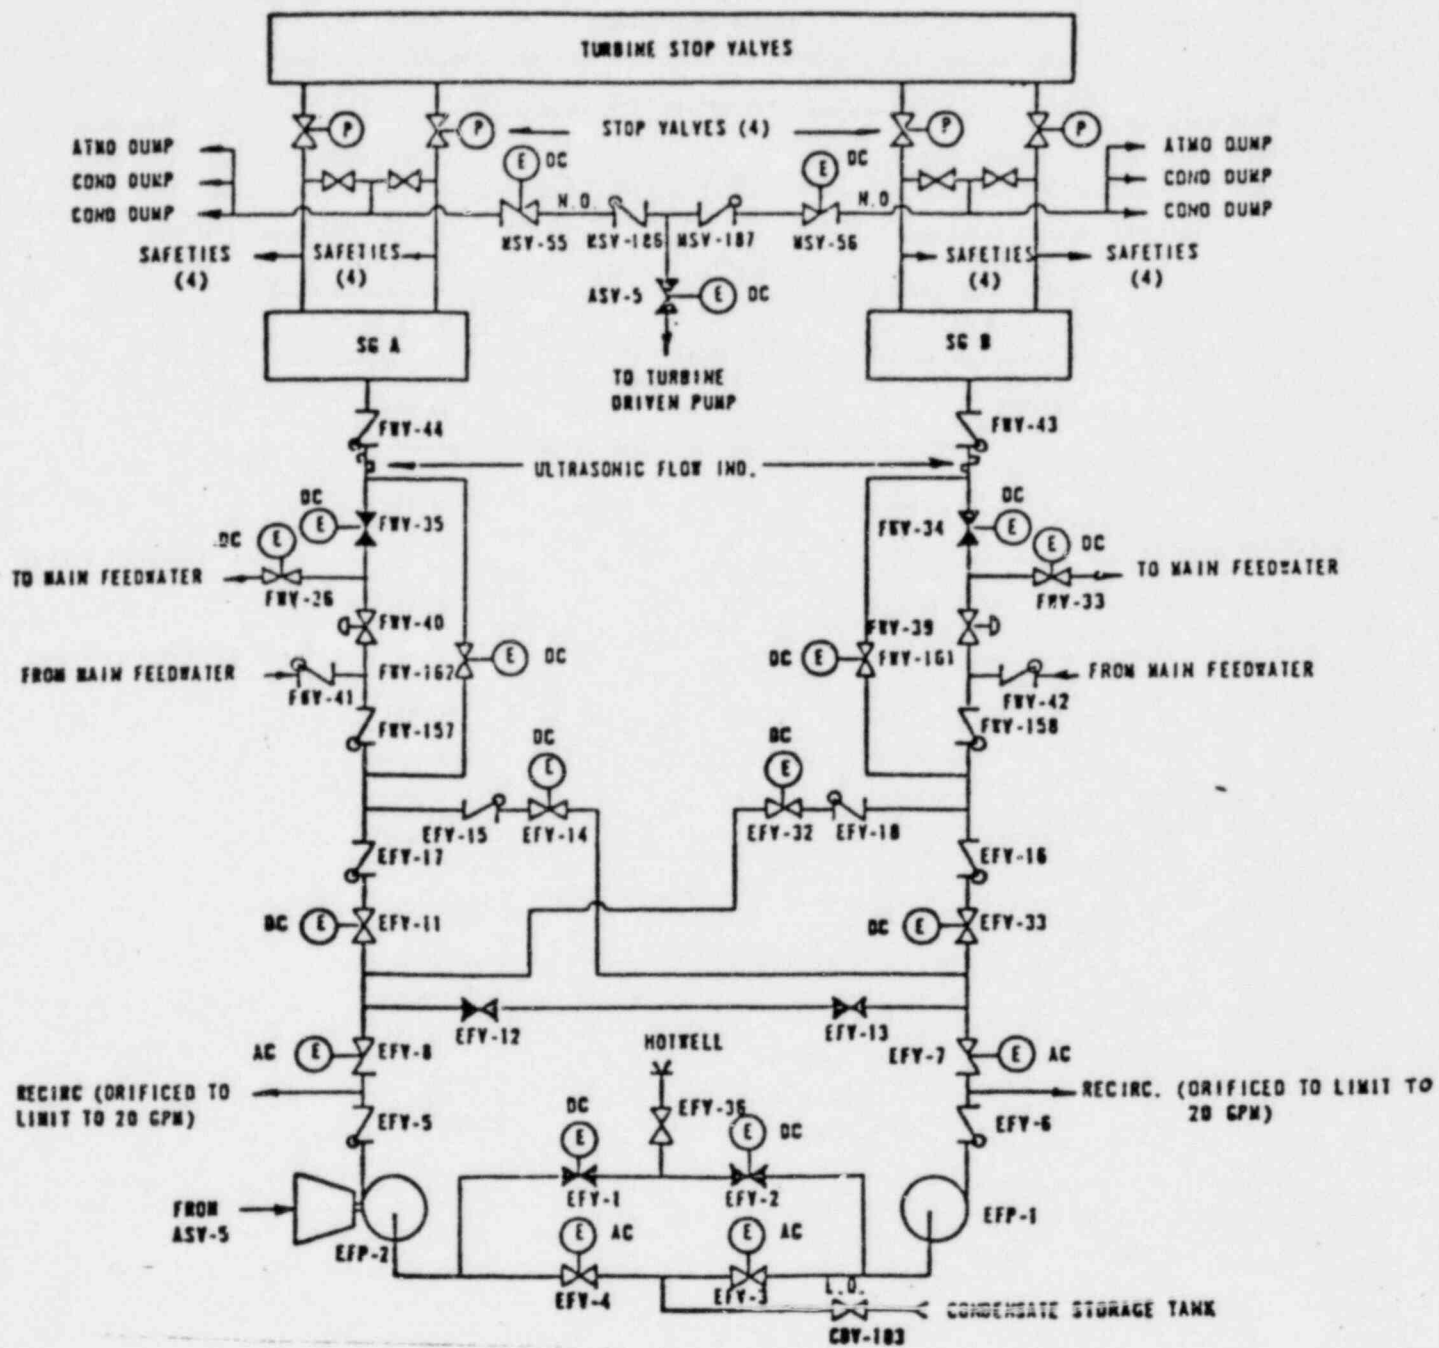 TURBINE STOP VALVES
P
P
STOP VALVES (4)
P
P
ATMO DUMP
COND DUMP
COND DUMP
E DC
N.O.
E DC
N.O.
ATMO DUMP
COND DUMP
COND DUMP
MSV-55
MSV-186
MSV-187
MSV-56
SAFETIES
(4)
SAFETIES
(4)
SAFETIES
(4)
SAFETIES
(4)
ASV-5
E DC
SG A
SG B
TO TURBINE
DRIVEN PUMP
FWV-44
FWV-43
ULTRASONIC FLOW IND.
DC
E
FWV-35
DC
E
FWV-34
DC
E
DC
E
TO MAIN FEEDWATER
FWV-36
TO MAIN FEEDWATER
FWV-33
FWV-40
FWV-39
FROM MAIN FEEDWATER
FWV-41
FWV-162
E DC
DC E
FWV-161
FROM MAIN FEEDWATER
FWV-42
FWV-157
FWV-158
DC
E
DC
E
EFV-15
EFV-14
EFV-32
EFV-18
EFV-17
EFV-16
DC E
EFV-11
DC E
EFV-33
EFV-12
EFV-13
AC E
EFV-8
HOTWELL
EFV-7
E AC
RECIRC (ORIFICED TO
LIMIT TO 20 GPM)
RECIRC. (ORIFICED TO LIMIT TO
20 GPM)
EFV-5
DC
E
EFV-36
E DC
EFV-6
EFV-1
EFV-2
FROM
ASV-5
EFP-2
EFP-1
E AC
E AC
EFV-4
EFV-3
L.O.
CONDENSATE STORAGE TANK
CDV-103